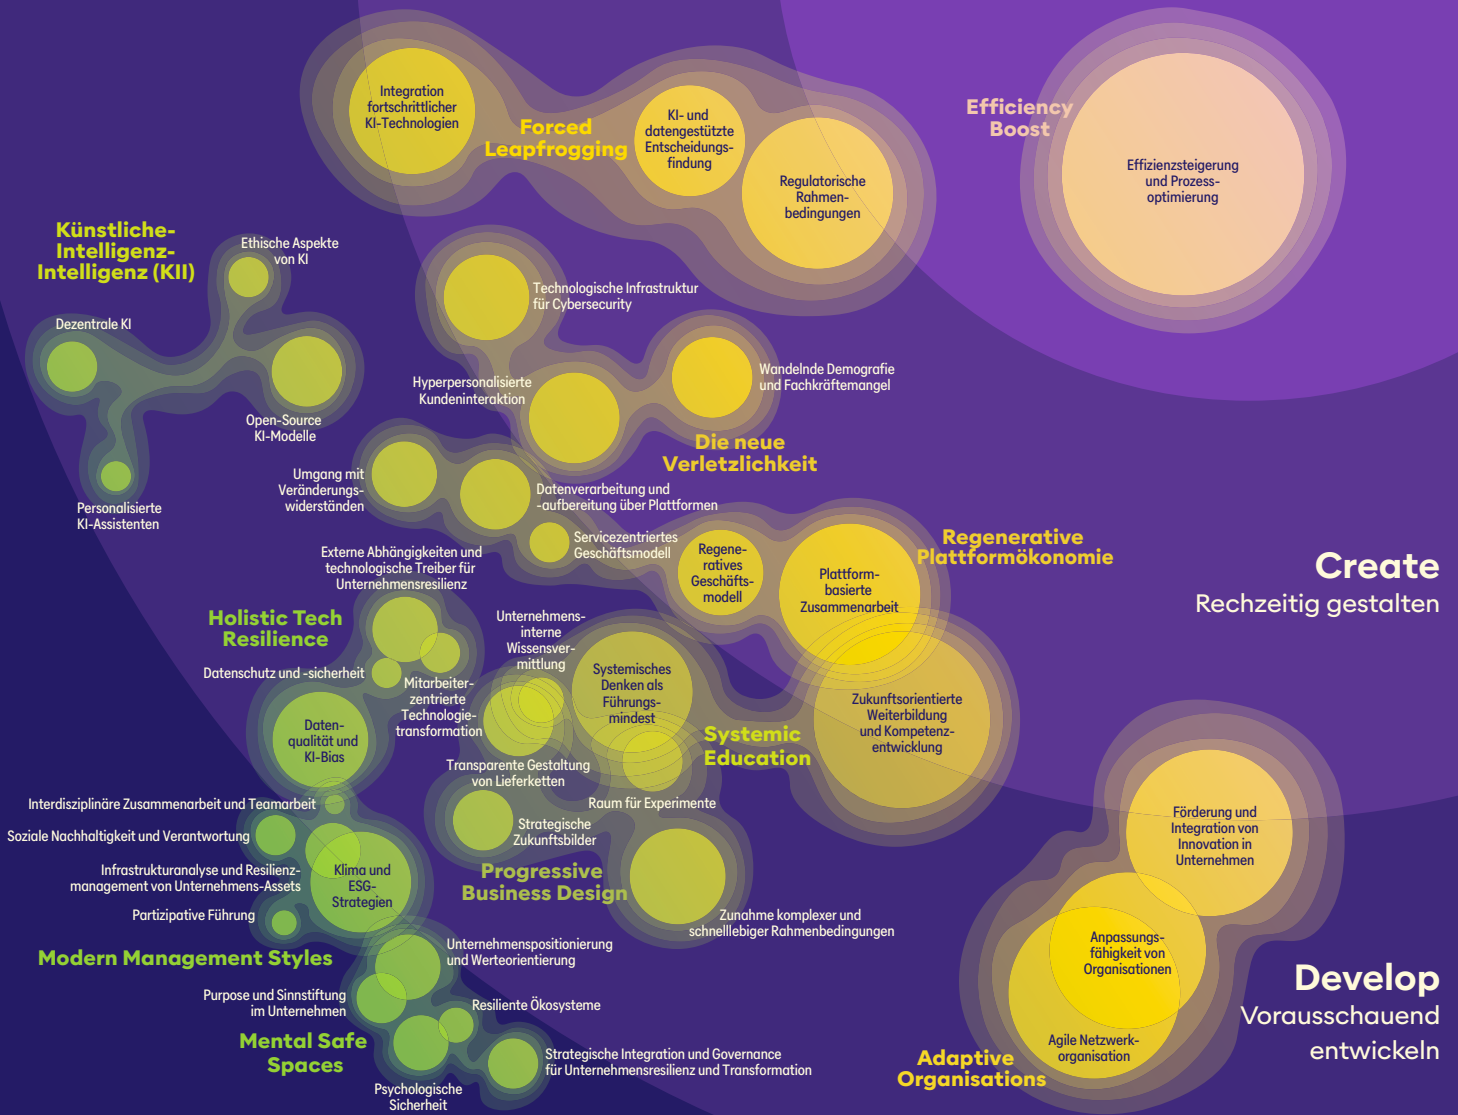 Integration
fortschrittlicher
KI-Technologien
Forced
Leapfrogging
KI- und
datengestützte
Entscheidungs-
findung
Regulatorische
Rahmen-
bedingungen
Efficiency
Boost
Effizienzsteigerung
und Prozess-
optimierung
Künstliche-
Intelligenz-
Intelligenz (KII)
Ethische Aspekte
von KI
Dezentrale KI
Open-Source
KI-Modelle
Personalisierte
KI-Assistenten
Technologische Infrastruktur
für Cybersecurity
Hyperpersonalisierte
Kundeninteraktion
Wandelnde Demografie
und Fachkräftemangel
Die neue
Verletzlichkeit
Umgang mit
Veränderungs-
widerständen
Datenverarbeitung und
-aufbereitung über Plattformen
Servicezentriertes
Geschäftsmodell
Regene-
ratives
Geschäfts-
modell
Plattform-
basierte
Zusammenarbeit
Regenerative
Plattformökonomie
Create
Rechzeitig gestalten
Externe Abhängigkeiten und
technologische Treiber für
Unternehmensresilienz
Holistic Tech
Resilience
Datenschutz und -sicherheit
Mitarbeiter-
zentrierte
Technologie-
transformation
Unternehmens-
interne
Wissensver-
mittlung
Systemisches
Denken als
Führungs-
mindest
Zukunftsorientierte
Weiterbildung
und Kompetenz-
entwicklung
Systemic
Education
Daten-
qualität und
KI-Bias
Transparente Gestaltung
von Lieferketten
Raum für Experimente
Strategische
Zukunftsbilder
Interdisziplinäre Zusammenarbeit und Teamarbeit
Soziale Nachhaltigkeit und Verantwortung
Infrastrukturanalyse und Resilienz-
management von Unternehmens-Assets
Klima und
ESG-
Strategien
Partizipative Führung
Progressive
Business Design
Zunahme komplexer und
schnelllebiger Rahmenbedingungen
Förderung und
Integration von
Innovation in
Unternehmen
Modern Management Styles
Unternehmenspositionierung
und Werteorientierung
Purpose und Sinnstiftung
im Unternehmen
Resiliente Ökosysteme
Mental Safe
Spaces
Strategische Integration und Governance
für Unternehmensresilienz und Transformation
Psychologische
Sicherheit
Anpassungs-
fähigkeit von
Organisationen
Agile Netzwerk-
organisation
Adaptive
Organisations
Develop
Vorausschauend
entwickeln